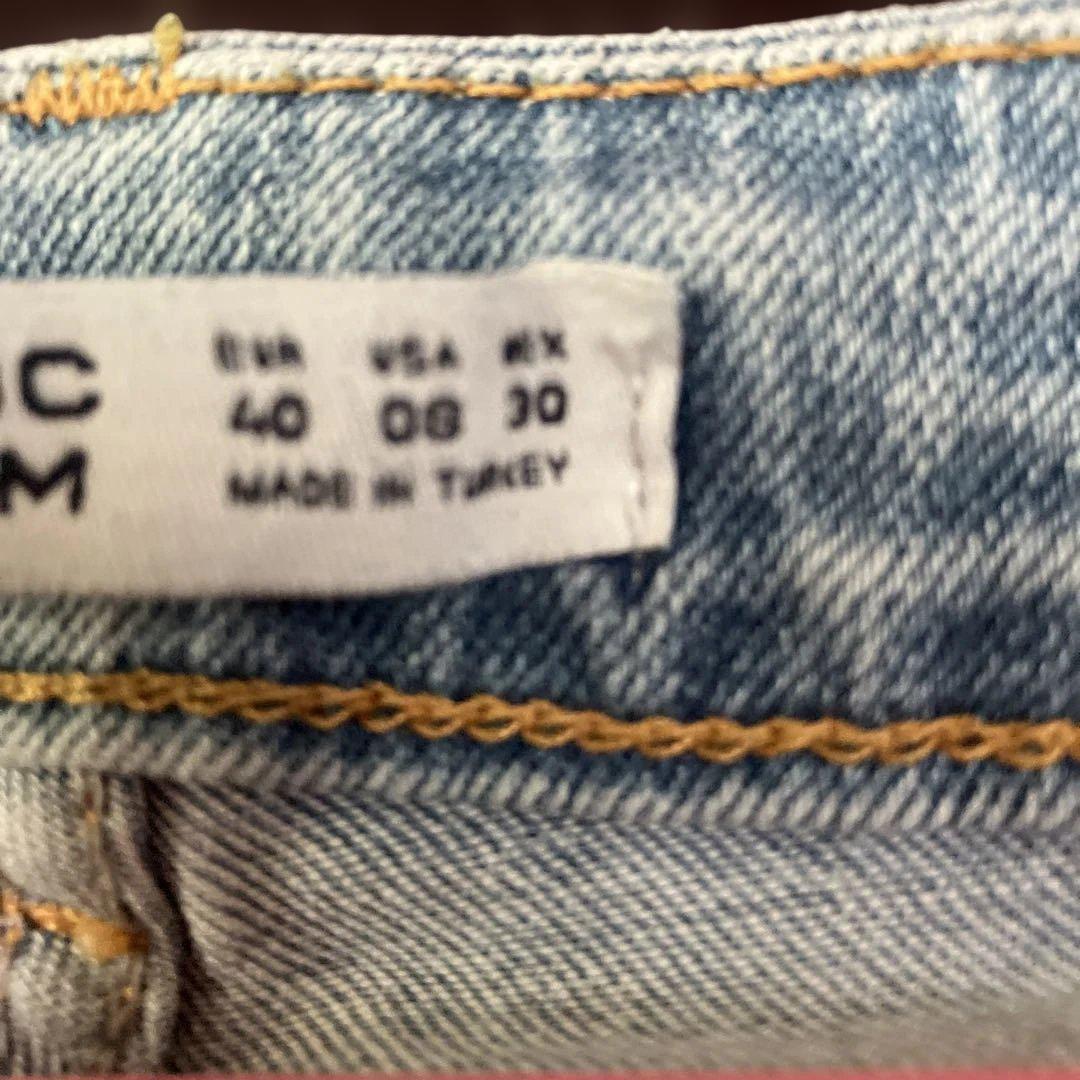 C
EUR USA MEX
40 08 30
M
MADE IN TURKEY